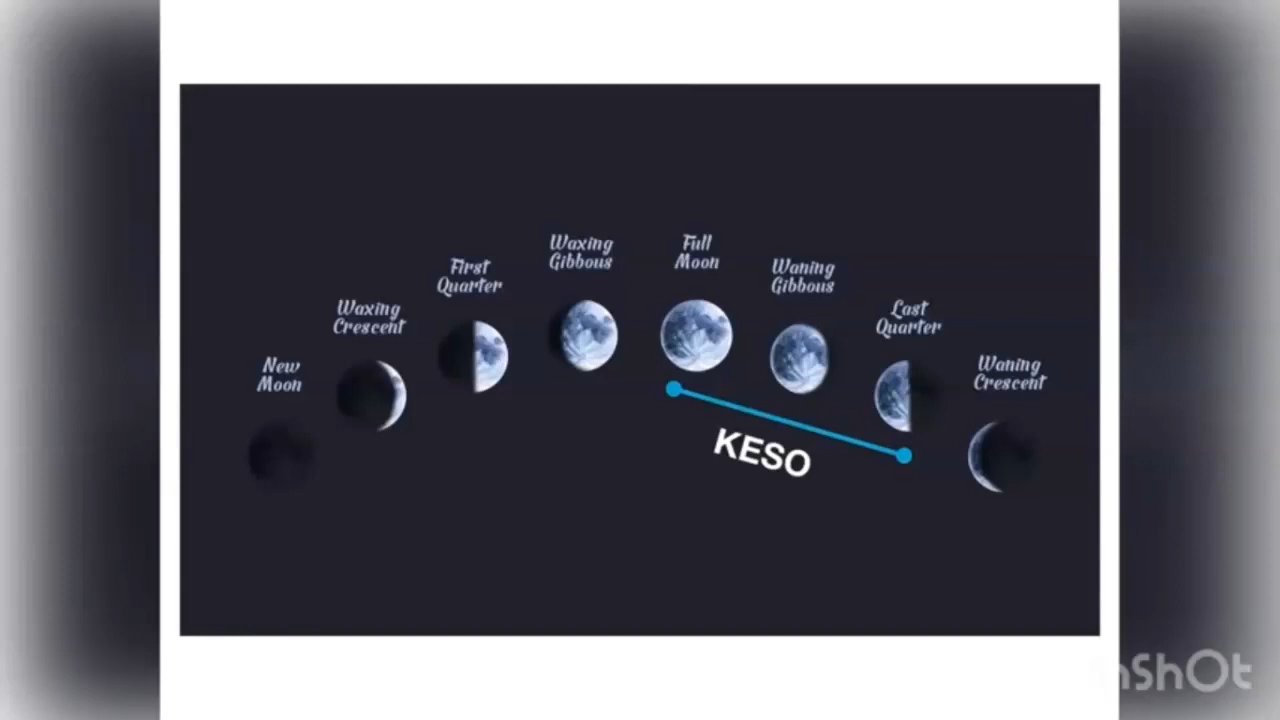 New
Moon
Waxing
Crescent
First
Quarter
Waxing
Gibbous
Full
Moon
Waning
Gibbous
Last
Quarter
Waning
Crescent
KESO